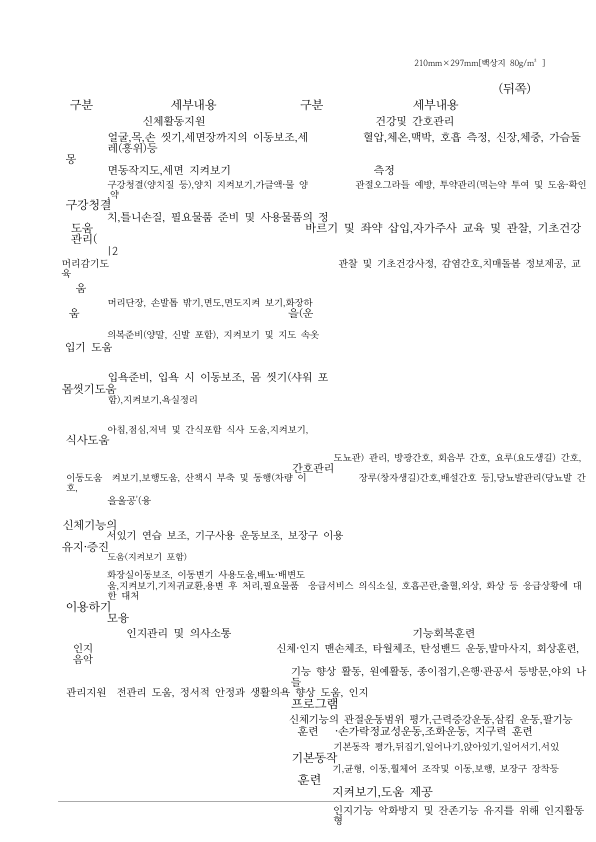 210mm×297mm[백상지 80g/m² ]
(뒤쪽)
구분 세부내용 구분 세부내용
신체활동지원 건강및 간호관리
얼굴,목,손 씻기,세면장까지의 이동보조,세 혈압,체온,맥박, 호흡 측정, 신장,체중, 가슴둘
레(흉위)등
뭉
면동작지도,세면 지켜보기 측정
구강청결(양치질 등),양치 지켜보기,가글액·물 양 관절오그라듦 예방, 투약관리(먹는약 투여 및 도움·확인
,약
구강청결
치,틀니손질, 필요물품 준비 및 사용물품의 정
도움 바르기 및 좌약 삽입,자가주사 교육 및 관찰, 기초건강
관리(
|2
머리감기도 관찰 및 기초건강사정, 감염간호,치매돌봄 정보제공, 교
육
움
머리단장, 손발톱 깎기,면도,면도지켜 보기,화장하
움 을(운
의복준비(양말, 신발 포함), 지켜보기 및 지도 속옷
입기 도움
입욕준비, 입욕 시 이동보조, 몸 씻기(샤워 포
몸씻기도움
함),지켜보기,욕실정리
아침,점심,저녁 및 간식포함 식사 도움,지켜보기,
식사도움
도뇨관) 관리, 방광간호, 회음부 간호, 요루(요도생길) 간호,
간호관리
이동도움 켜보기,보행도움, 산책시 부축 및 동행(차량 이 장루(창자생길)간호,배설간호 등],당뇨발관리(당뇨발 간
호,
을을공'(용
신체기능의
서있기 연습 보조, 기구사용 운동보조, 보장구 이용
유지·증진
도움(지켜보기 포함)
화장실이동보조, 이동변기 사용도움,배뇨·배변도
움,지켜보기,기저귀교환,용변 후 처리,필요물품 응급서비스 의식소실, 호흡곤란,출혈,외상, 화상 등 응급상황에 대
한 대처
이용하기
모융
인지관리 및 의사소통 기능회복훈련
인지 신체·인지 맨손체조, 타월체조, 탄성밴드 운동,발마사지, 회상훈련,
음악
기능 향상 활동, 원예활동, 종이접기,은행·관공서 등방문,야외 나
들
관리지원 전관리 도움, 정서적 안정과 생활의욕 향상 도움, 인지
프로그램
신체기능의 관절운동범위 평가,근력증강운동,삼킴 운동,팔기능
훈련 ·손가락정교성운동,조화운동, 지구력 훈련
기본동작 평가,뒤집기,일어나기,앉아있기,일어서기,서있
기본동작
기,균형, 이동,휠체어 조작및 이동,보행, 보장구 장착등
훈련
지켜보기,도움 제공
인지기능 악화방지 및 잔존기능 유지를 위해 인지활동
형